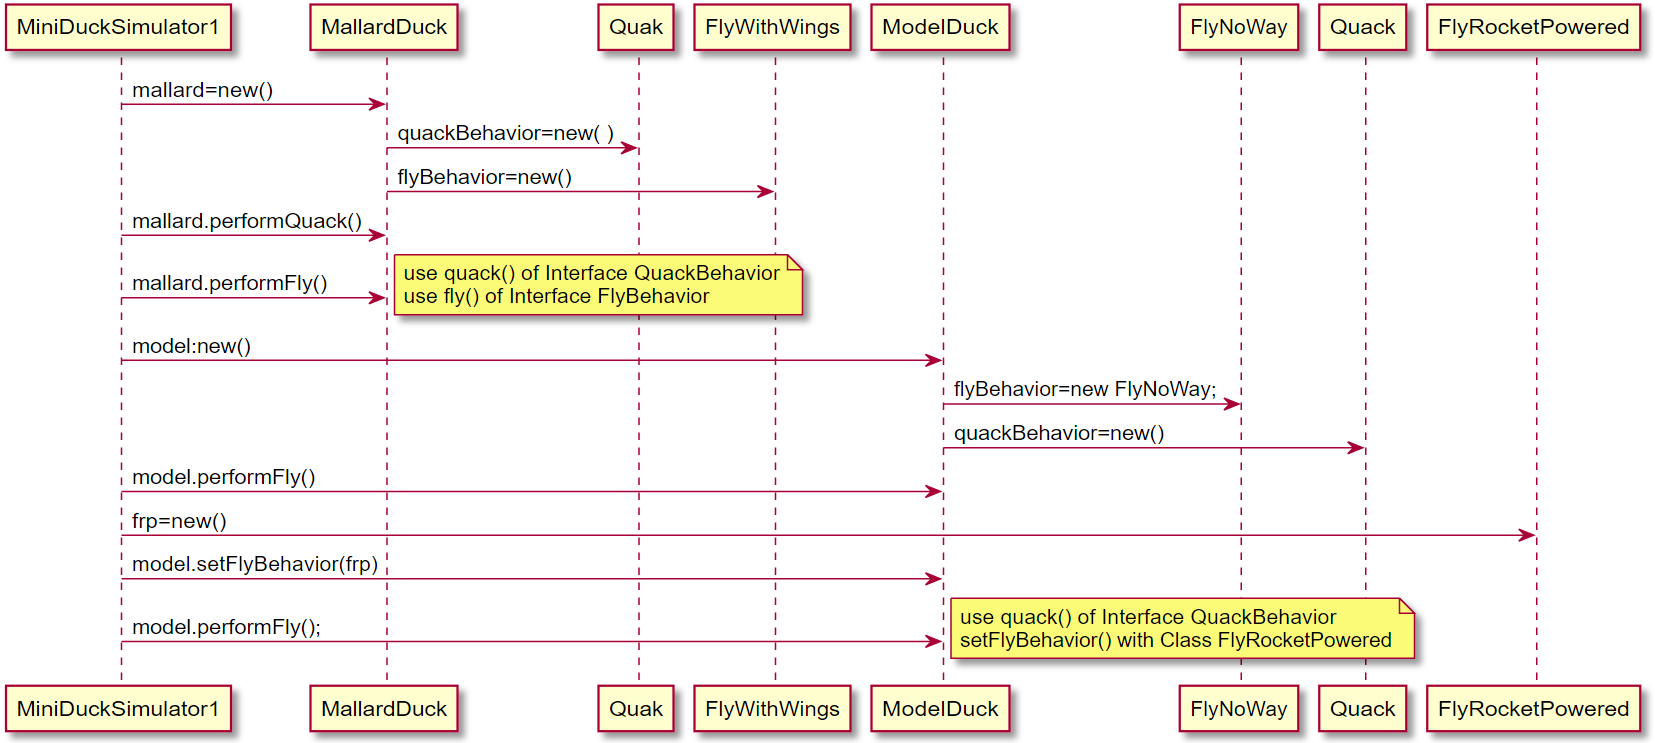 MiniDuckSimulator1
MallardDuck
Quak
FlyWithWings
ModelDuck
FlyNoWay
Quack
FlyRocketPowered
mallard=new()
quackBehavior=new( )
flyBehavior=new()
mallard.performQuack()
mallard.performFly()
use quack() of Interface QuackBehavior
use fly() of Interface FlyBehavior
model:new()
flyBehavior=new FlyNoWay;
quackBehavior=new()
model.performFly()
frp=new()
model.setFlyBehavior(frp)
model.performFly();
use quack() of Interface QuackBehavior
setFlyBehavior() with Class FlyRocketPowered
MiniDuckSimulator1
MallardDuck
Quak
FlyWithWings
ModelDuck
FlyNoWay
Quack
FlyRocketPowered